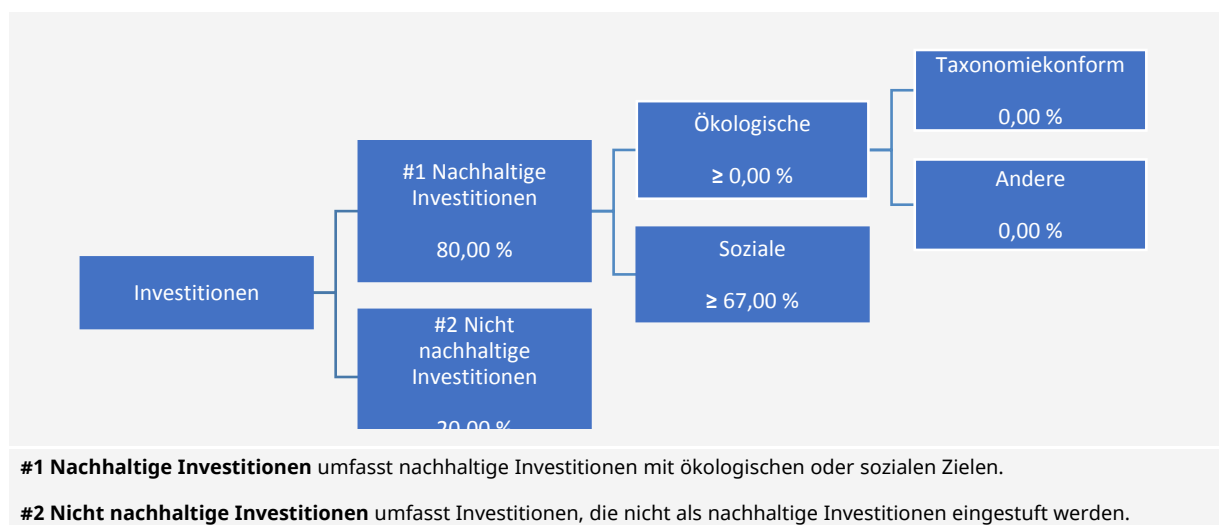 Investitionen
#1 Nachhaltige
Investitionen
80,00 %
#2 Nicht
nachhaltige
Investitionen
20,00 %
Ökologische
≥ 0,00 %
Soziale
≥ 67,00 %
Taxonomiekonform
0,00 %
Andere
0,00 %
#1 Nachhaltige Investitionen umfasst nachhaltige Investitionen mit ökologischen oder sozialen Zielen.
#2 Nicht nachhaltige Investitionen umfasst Investitionen, die nicht als nachhaltige Investitionen eingestuft werden.